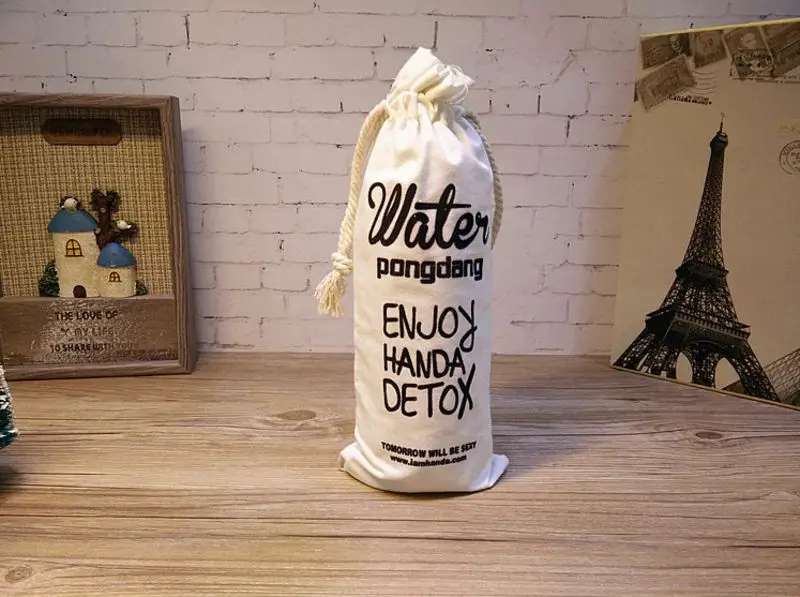 THE LOVE OF
MY LIFE
TO SHARE WITH YOU
Water
pongdang
ENJOY
HANDA
DETOX
TOMORROW WILL BE SEXY
www.iamhanda.com